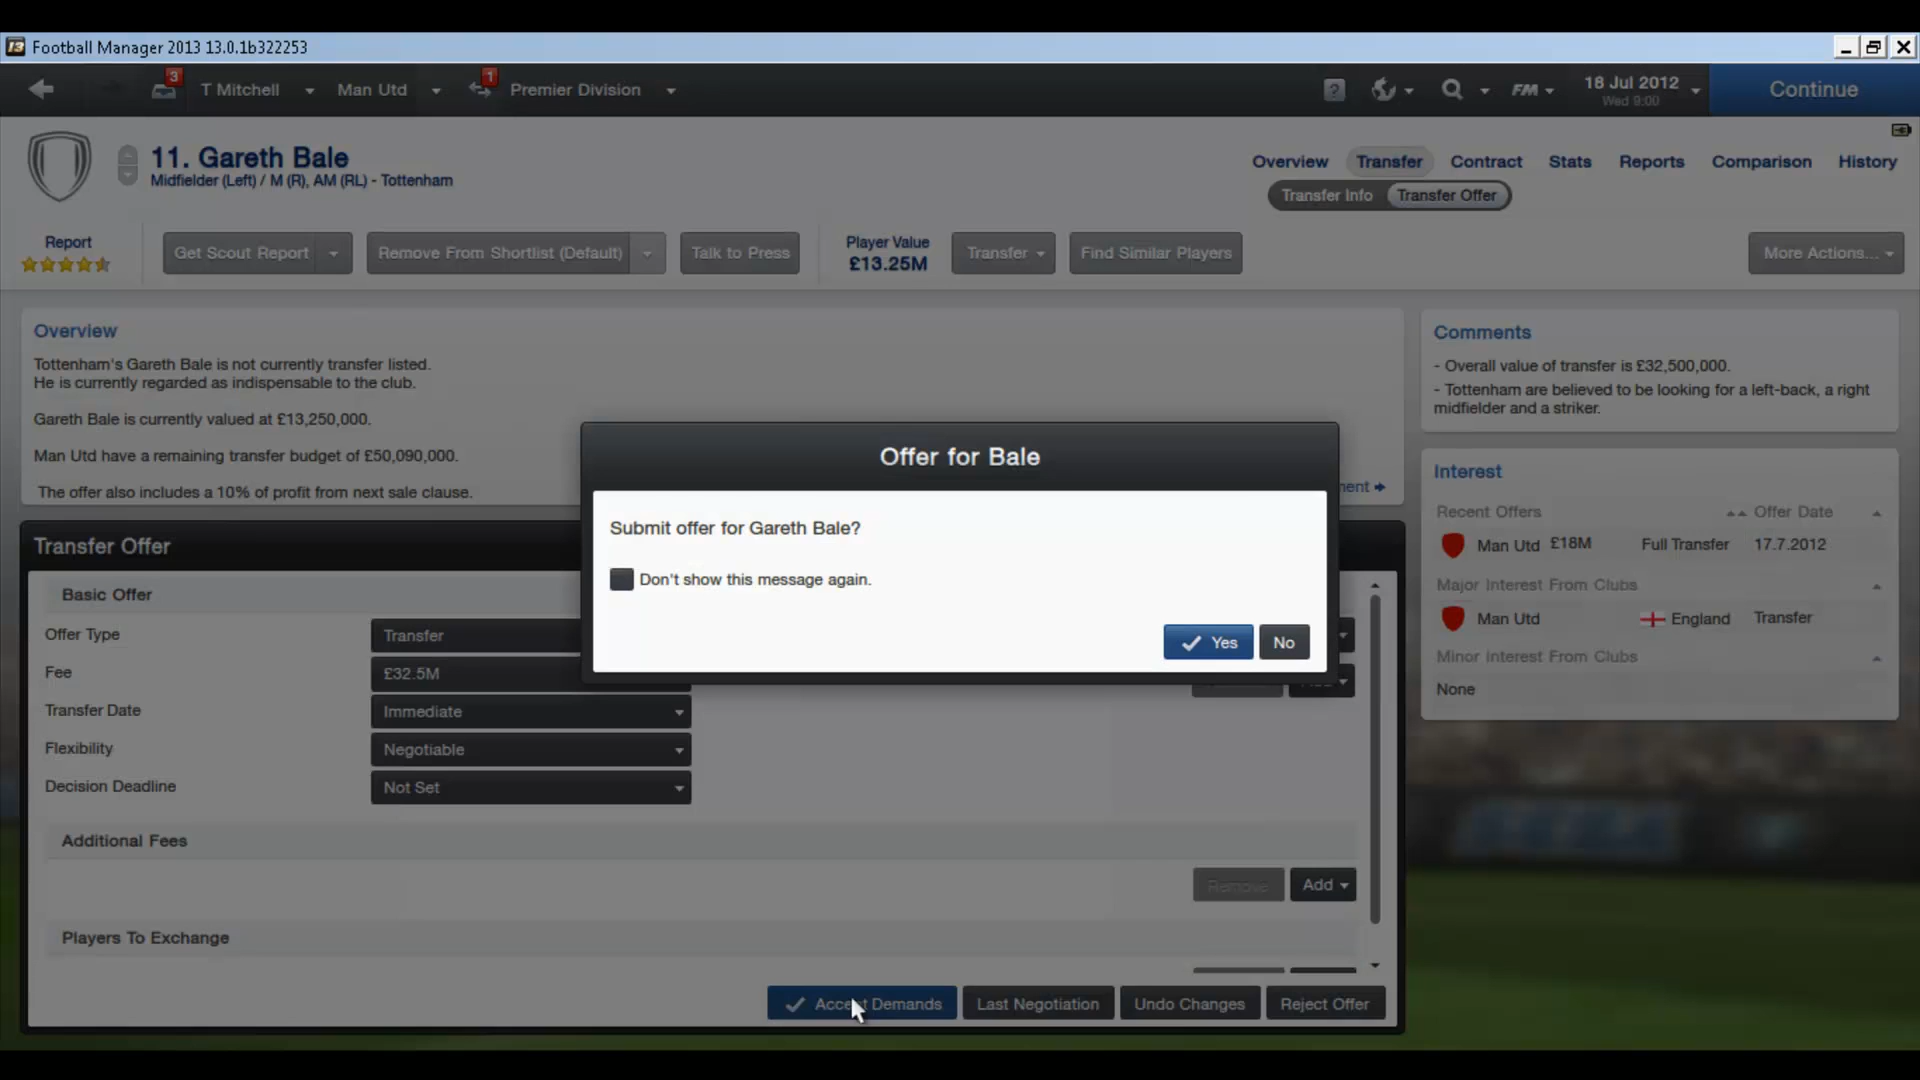 Football Manager 2013 13.0.1b322253
3
T Mitchell
Man Utd
1
Premier Division
?
FM
18 Jul 2012
Wed 9:00
Continue
11. Gareth Bale
Midfielder (Left) / M (R), AM (RL) - Tottenham
Overview
Transfer
Contract
Stats
Reports
Comparison
History
Transfer Info
Transfer Offer
Report
Get Scout Report
Remove From Shortlist (Default)
Talk to Press
Player Value
£13.25M
Transfer
Find Similar Players
More Actions...
Overview
Tottenham's Gareth Bale is not currently transfer listed.
He is currently regarded as indispensable to the club.
Gareth Bale is currently valued at £13,250,000.
Man Utd have a remaining transfer budget of £50,090,000.
The offer also includes a 10% of profit from next sale clause.
Comments
- Overall value of transfer is £32,500,000.
- Tottenham are believed to be looking for a left-back, a right
midfielder and a striker.
Offer for Bale
Submit offer for Gareth Bale?
Don't show this message again.
Yes
No
Interest
Recent Offers
Offer Date
Man Utd £18M Full Transfer 17.7.2012
Major Interest From Clubs
Man Utd England Transfer
Minor Interest From Clubs
None
Transfer Offer
Basic Offer
Offer Type
Transfer
Fee
£32.5M
Transfer Date
Immediate
Flexibility
Negotiable
Decision Deadline
Not Set
Additional Fees
Remove
Add
Players To Exchange
Accept Demands
Last Negotiation
Undo Changes
Reject Offer